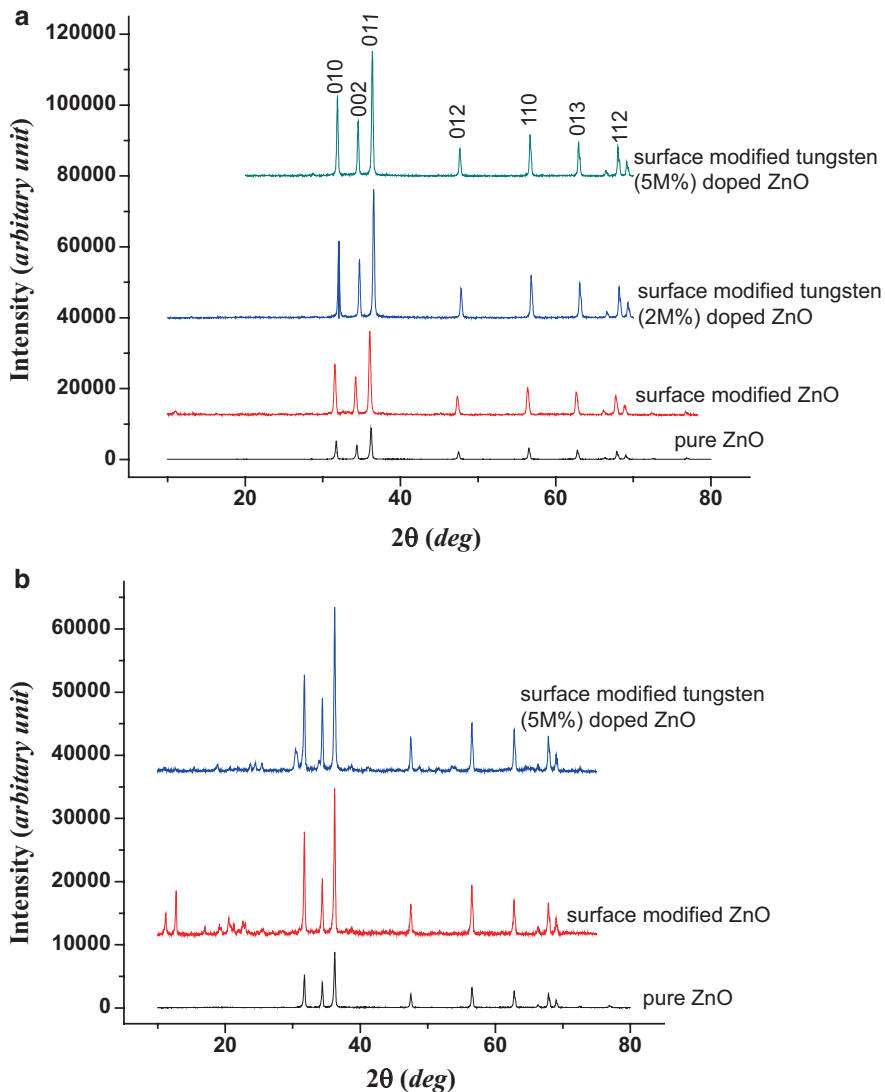 a
120000
100000
80000
60000
40000
20000
0
Intensity (arbitary unit)
010
002
011
012
110
013
112
surface modified tungsten
(5M%) doped ZnO
surface modified tungsten
(2M%) doped ZnO
surface modified ZnO
pure ZnO
20
40
60
80
2θ (deg)
b
60000
50000
40000
30000
20000
10000
0
Intensity (arbitary unit)
surface modified tungsten
(5M%) doped ZnO
surface modified ZnO
pure ZnO
20
40
60
80
2θ (deg)